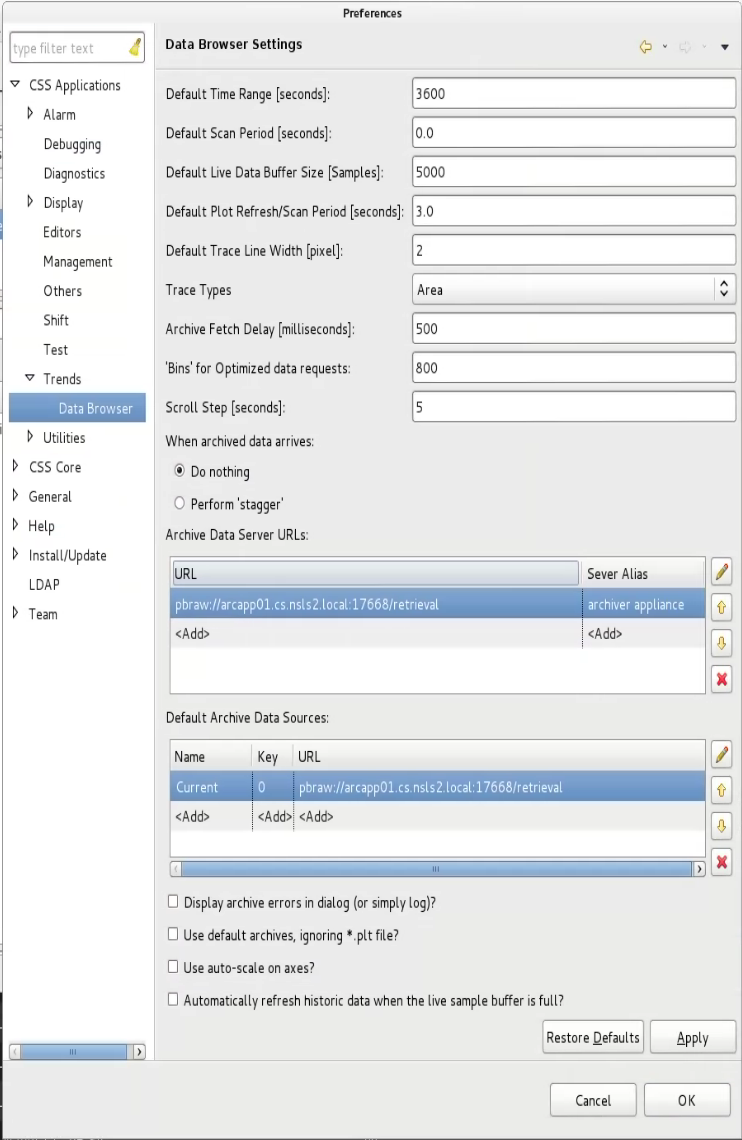 Preferences
type filter text
Data Browser Settings
CSS Applications
Alarm
Debugging
Diagnostics
Display
Editors
Management
Others
Shift
Test
Trends
Data Browser
Utilities
CSS Core
General
Help
Install/Update
LDAP
Team
Default Time Range [seconds]: 3600
Default Scan Period [seconds]: 0.0
Default Live Data Buffer Size [Samples]: 5000
Default Plot Refresh/Scan Period [seconds]: 3.0
Default Trace Line Width [pixel]: 2
Trace Types Area
Archive Fetch Delay [milliseconds]: 500
'Bins' for Optimized data requests: 800
Scroll Step [seconds]: 5
When archived data arrives:
Do nothing
Perform 'stagger'
Archive Data Server URLs:
URL Sever Alias
pbraw://arcapp01.cs.nsls2.local:17668/retrieval archiver appliance
<Add> <Add>
Default Archive Data Sources:
Name Key URL
Current 0 pbraw://arcapp01.cs.nsls2.local:17668/retrieval
<Add> <Add> <Add>
Display archive errors in dialog (or simply log)?
Use default archives, ignoring *.plt file?
Use auto-scale on axes?
Automatically refresh historic data when the live sample buffer is full?
Restore Defaults Apply
Cancel OK